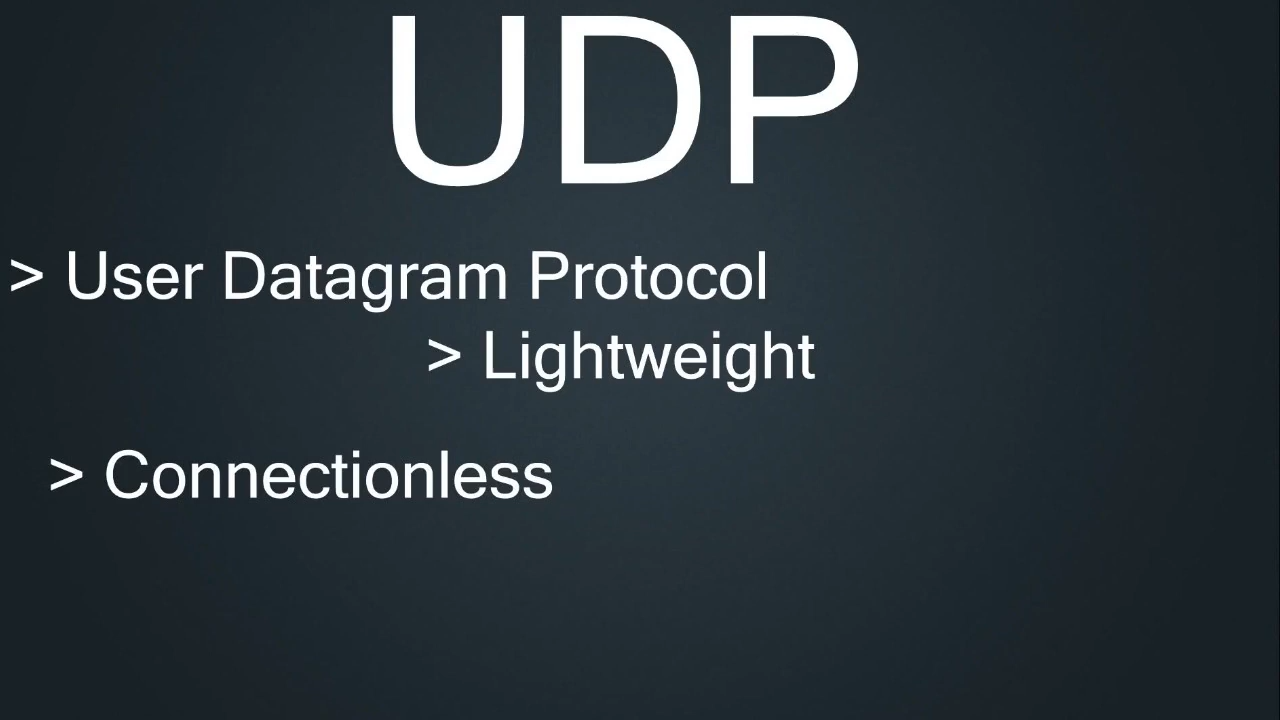 UDP
> User Datagram Protocol
> Lightweight
> Connectionless